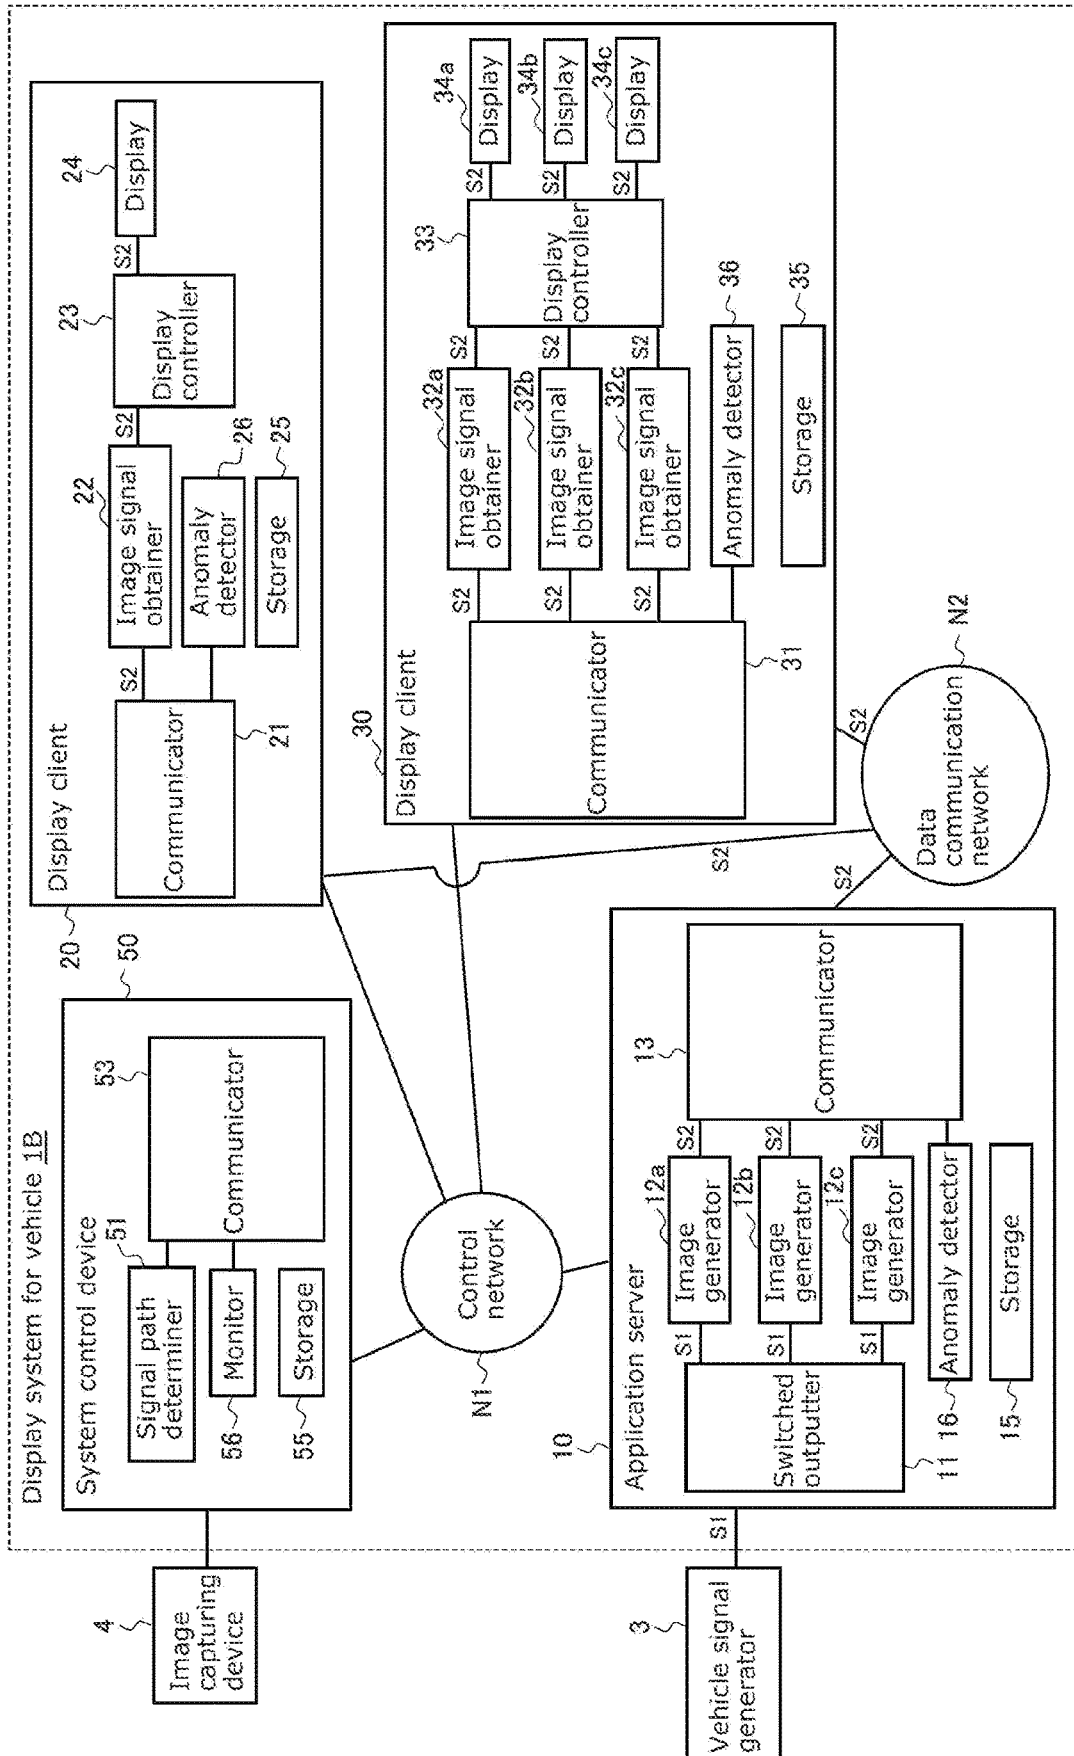 Display system for vehicle 1B
4
Image
capturing
device
3
Vehicle signal
generator
S1
50
System control device
51
Signal path
determiner
56
Monitor
55
Storage
53
Communicator
N1
Control
network
10
Application server
11
Switched
outputter
S1
S1
S1
12a
Image
generator
12b
Image
generator
12c
Image
generator
S2
S2
S2
16
Anomaly detector
15
Storage
13
Communicator
20
Display client
21
Communicator
S2
22
Image signal
obtainer
26
Anomaly
detector
25
Storage
S2
23
Display
controller
S2
24
Display
30
Display client
31
Communicator
S2
S2
S2
32a
Image signal
obtainer
32b
Image signal
obtainer
32c
Image signal
obtainer
36
Anomaly detector
35
Storage
S2
S2
S2
33
Display
controller
S2
S2
S2
34a
Display
34b
Display
34c
Display
S2
S2
S2
N2
Data
communication
network